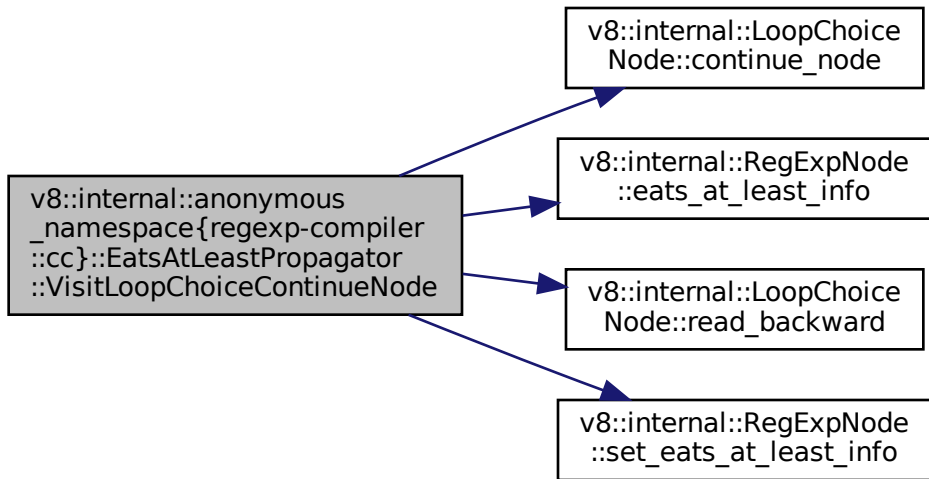 v8::internal::LoopChoice
Node::continue_node
v8::internal::RegExpNode
::eats_at_least_info
v8::internal::anonymous
_namespace{regexp-compiler
::cc}::EatsAtLeastPropagator
::VisitLoopChoiceContinueNode
v8::internal::LoopChoice
Node::read_backward
v8::internal::RegExpNode
::set_eats_at_least_info